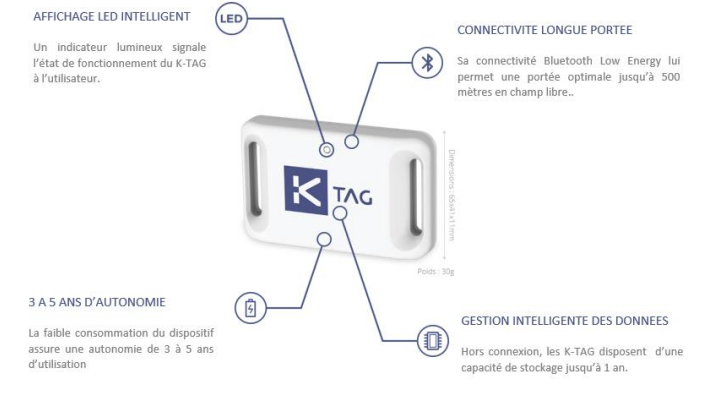 AFFICHAGE LED INTELLIGENT
LED
Un indicateur lumineux signale
l'état de fonctionnement du K-TAG
à l'utilisateur.
CONNECTIVITE LONGUE PORTEE
Sa connectivité Bluetooth Low Energy lui
permet une portée optimale jusqu'à 500
mètres en champ libre..
K TAG
Dimensions : 65x41x11mm
Poids : 30g
3 A 5 ANS D'AUTONOMIE
La faible consommation du dispositif
assure une autonomie de 3 à 5 ans
d'utilisation
GESTION INTELLIGENTE DES DONNEES
Hors connexion, les K-TAG disposent d'une
capacité de stockage jusqu'à 1 an.